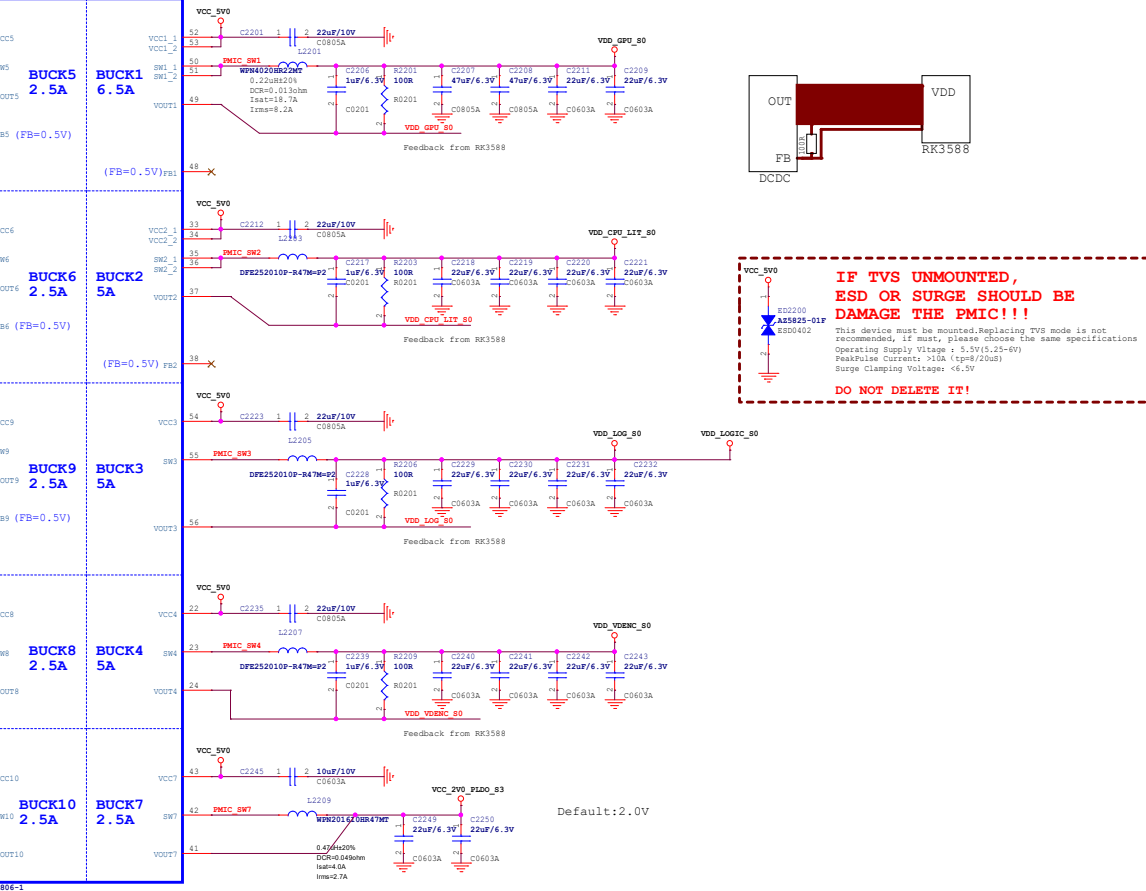 VCC_5V0
CC5
VCC1_1
VCC1_2
52
53
C2201 1 2 22uF/10V
C0805A
L2201
VDD_GPU_S0
W5
BUCK5
2.5A
BUCK1
6.5A
SW1_1
SW1_2
50
51
PMIC_SW1
WPN4020HR22MT
0.22uH±20%
DCR=0.013ohm
Isat=18.7A
Irms=8.2A
C2206
1uF/6.3V
C0201
R2201
100R
R0201
C2207
47uF/6.3V
C0805A
C2208
47uF/6.3V
C0805A
C2211
22uF/6.3V
C0603A
C2209
22uF/6.3V
C0603A
OUT5
VOUT1
49
VDD_GPU_S0
Feedback from RK3588
B5 (FB=0.5V)
(FB=0.5V) FB1
48
OUT
FB
100R
VDD
DCDC
RK3588
VCC_5V0
CC6
VCC2_1
VCC2_2
33
34
C2212 1 2 22uF/10V
C0805A
L2203
VDD_CPU_LIT_S0
W6
BUCK6
2.5A
BUCK2
5A
SW2_1
SW2_2
35
36
PMIC_SW2
DFE252010P-R47M=P2
C2217
1uF/6.3V
C0201
R2203
100R
R0201
C2218
22uF/6.3V
C0603A
C2219
22uF/6.3V
C0603A
C2220
22uF/6.3V
C0603A
C2221
22uF/6.3V
C0603A
OUT6
VOUT2
37
VDD_CPU_LIT_S0
Feedback from RK3588
B6 (FB=0.5V)
(FB=0.5V) FB2
38
VCC_5V0
1
2
ED2200
AZ5825-01F
ESD0402
IF TVS UNMOUNTED,
ESD OR SURGE SHOULD BE
DAMAGE THE PMIC!!!
This device must be mounted.Replacing TVS mode is not
recommended, if must, please choose the same specifications
Operating Supply Vltage : 5.5V(5.25-6V)
PeakPulse Current: >10A (tp=8/20uS)
Surge Clamping Voltage: <6.5V
DO NOT DELETE IT!
VCC_5V0
CC9
VCC3
54
C2223 1 2 22uF/10V
C0805A
L2205
VDD_LOG_S0
VDD_LOGIC_S0
W9
BUCK9
2.5A
BUCK3
5A
SW3
55
PMIC_SW3
DFE252010P-R47M=P2
C2228
1uF/6.3V
C0201
R2206
100R
R0201
C2229
22uF/6.3V
C0603A
C2230
22uF/6.3V
C0603A
C2231
22uF/6.3V
C0603A
C2232
22uF/6.3V
C0603A
OUT9
B9 (FB=0.5V)
VOUT3
56
VDD_LOG_S0
Feedback from RK3588
VCC_5V0
CC8
VCC4
22
C2235 1 2 22uF/10V
C0805A
L2207
VDD_VDENC_S0
W8
BUCK8
2.5A
BUCK4
5A
SW4
23
PMIC_SW4
DFE252010P-R47M=P2
C2239
1uF/6.3V
C0201
R2209
100R
R0201
C2240
22uF/6.3V
C0603A
C2241
22uF/6.3V
C0603A
C2242
22uF/6.3V
C0603A
C2243
22uF/6.3V
C0603A
OUT8
VOUT4
24
VDD_VDENC_S0
Feedback from RK3588
VCC_5V0
CC10
VCC7
43
C2245 1 2 10uF/10V
C0603A
L2209
VCC_2V0_PLDO_S3
W10
BUCK10
2.5A
BUCK7
2.5A
SW7
42
PMIC_SW7
WPN201610HR47MT
C2249
22uF/6.3V
C0603A
C2250
22uF/6.3V
C0603A
Default:2.0V
OUT10
VOUT7
41
0.47uH±20%
DCR=0.049ohm
Isat=4.0A
Irms=2.7A
806-1